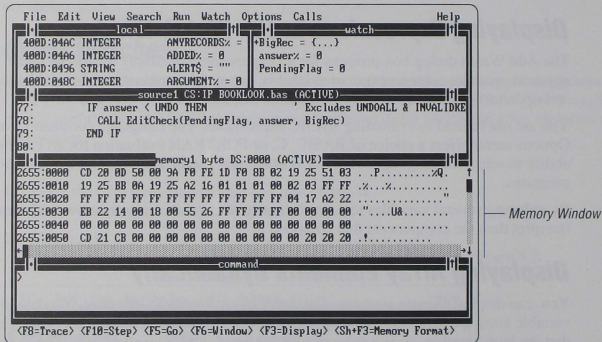 File Edit View Search Run Watch Options Calls Help
local
watch
400D:04AC INTEGER ANYRECORDS% =
400D:04A6 INTEGER ADDED% = 0
400D:0496 STRING ALERT$ = ""
400D:048C INTEGER ARGUMENT% = 0
+BigRec = {...}
answer% = 0
PendingFlag = 0
source1 CS:IP BOOKLOOK.bas (ACTIVE)
77: IF answer < UNDO THEN ' Excludes UNDOALL & INVALIDKE
78: CALL EditCheck(PendingFlag, answer, BigRec)
79: END IF
80:
memory1 byte DS:0000 (ACTIVE)
2655:0000 CD 20 0D 50 00 9A F0 FE 1D F0 8B 02 19 25 51 03 . .P.........%Q.
2655:0010 19 25 BB 0A 19 25 A2 16 01 01 01 00 02 03 FF FF .%...%..........
2655:0020 FF FF FF FF FF FF FF FF FF FF FF FF 04 17 A2 22 ..............."
2655:0030 EB 22 14 00 18 00 55 26 FF FF FF FF 00 00 00 00 ."....U&........
2655:0040 00 00 00 00 00 00 00 00 00 00 00 00 00 00 00 00 ................
2655:0050 CD 21 CB 00 00 00 00 00 00 00 00 00 00 20 20 20 .!..........
command
>
<F8=Trace> <F10=Step> <F5=Go> <F6=Window> <F3=Display> <Sh+F3=Memory Format>
Memory Window